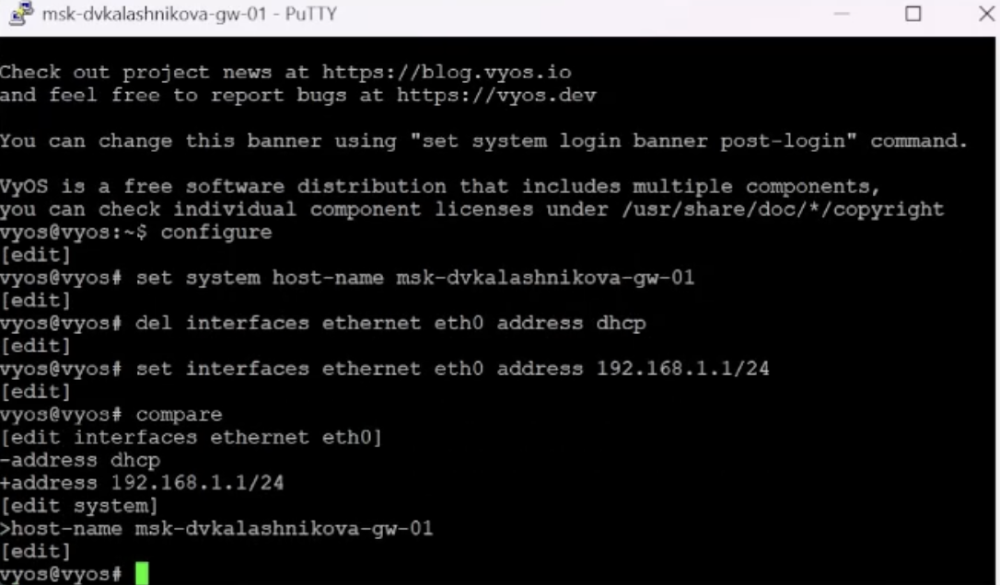 msk-dvkalashnikova-gw-01 - PuTTY
Check out project news at https://blog.vyos.io
and feel free to report bugs at https://vyos.dev
You can change this banner using "set system login banner post-login" command.
VyOS is a free software distribution that includes multiple components,
you can check individual component licenses under /usr/share/doc/*/copyright
vyos@vyos:~$ configure
[edit]
vyos@vyos# set system host-name msk-dvkalashnikova-gw-01
[edit]
vyos@vyos# del interfaces ethernet eth0 address dhcp
[edit]
vyos@vyos# set interfaces ethernet eth0 address 192.168.1.1/24
[edit]
vyos@vyos# compare
[edit interfaces ethernet eth0]
-address dhcp
+address 192.168.1.1/24
[edit system]
>host-name msk-dvkalashnikova-gw-01
[edit]
vyos@vyos#